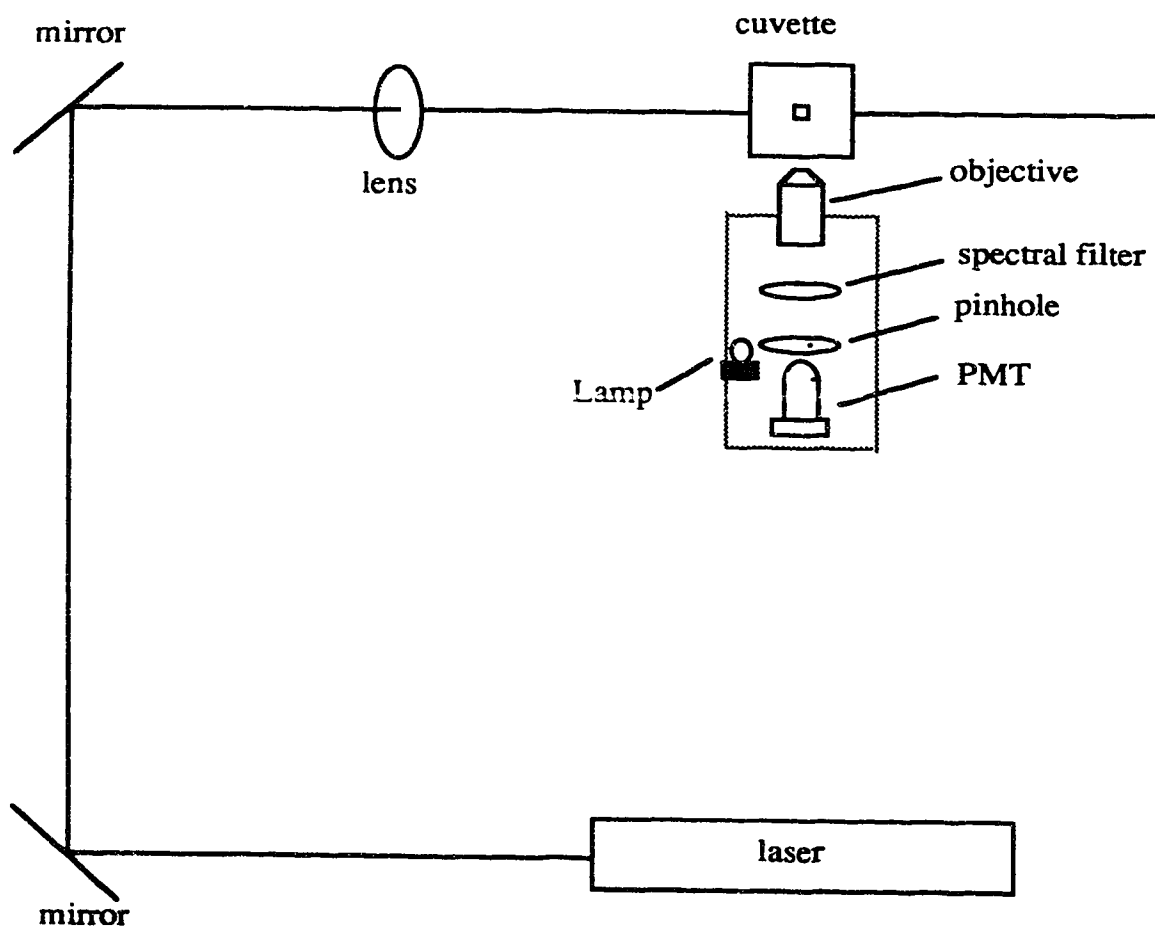 mirror
cuvette
lens
objective
spectral filter
pinhole
Lamp
PMT
laser
mirror